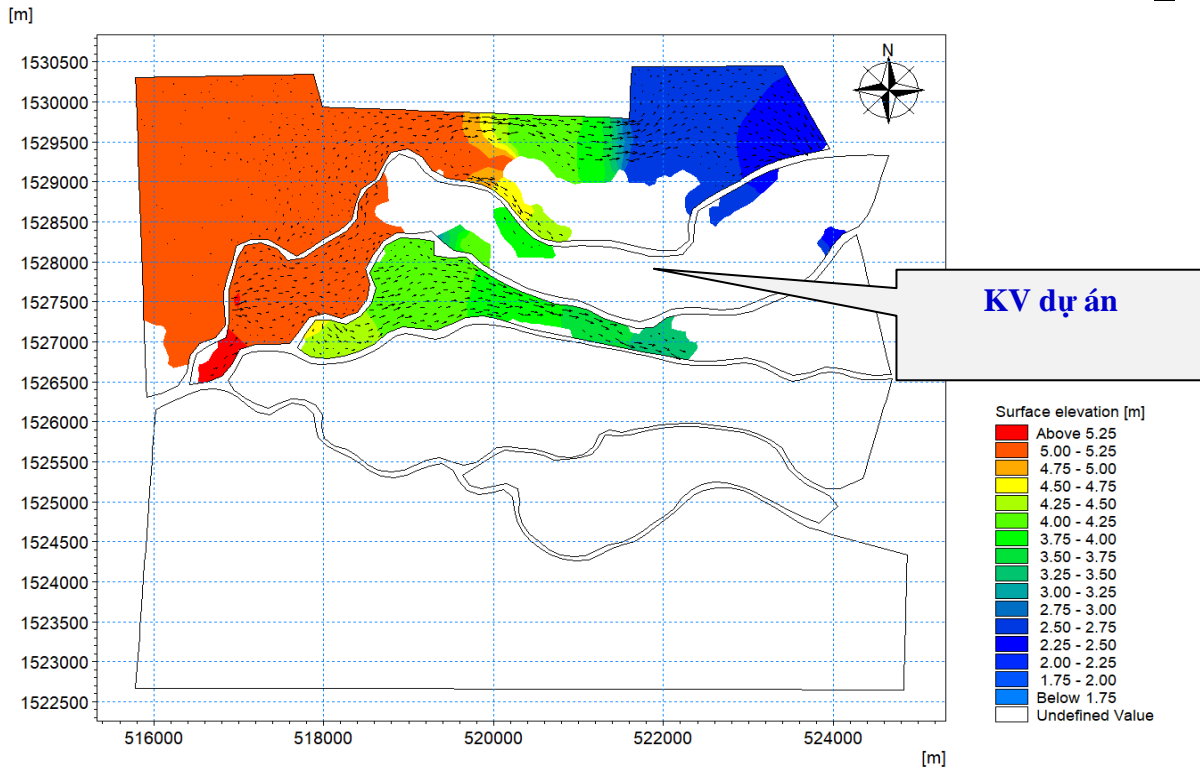 [m]
1530500
1530000
1529500
1529000
1528500
1528000
1527500
1527000
1526500
1526000
1525500
1525000
1524500
1524000
1523500
1523000
1522500
516000
518000
520000
522000
524000
[m]
N
KV dự án
Surface elevation [m]
Above 5.25
5.00 - 5.25
4.75 - 5.00
4.50 - 4.75
4.25 - 4.50
4.00 - 4.25
3.75 - 4.00
3.50 - 3.75
3.25 - 3.50
3.00 - 3.25
2.75 - 3.00
2.50 - 2.75
2.25 - 2.50
2.00 - 2.25
1.75 - 2.00
Below 1.75
Undefined Value